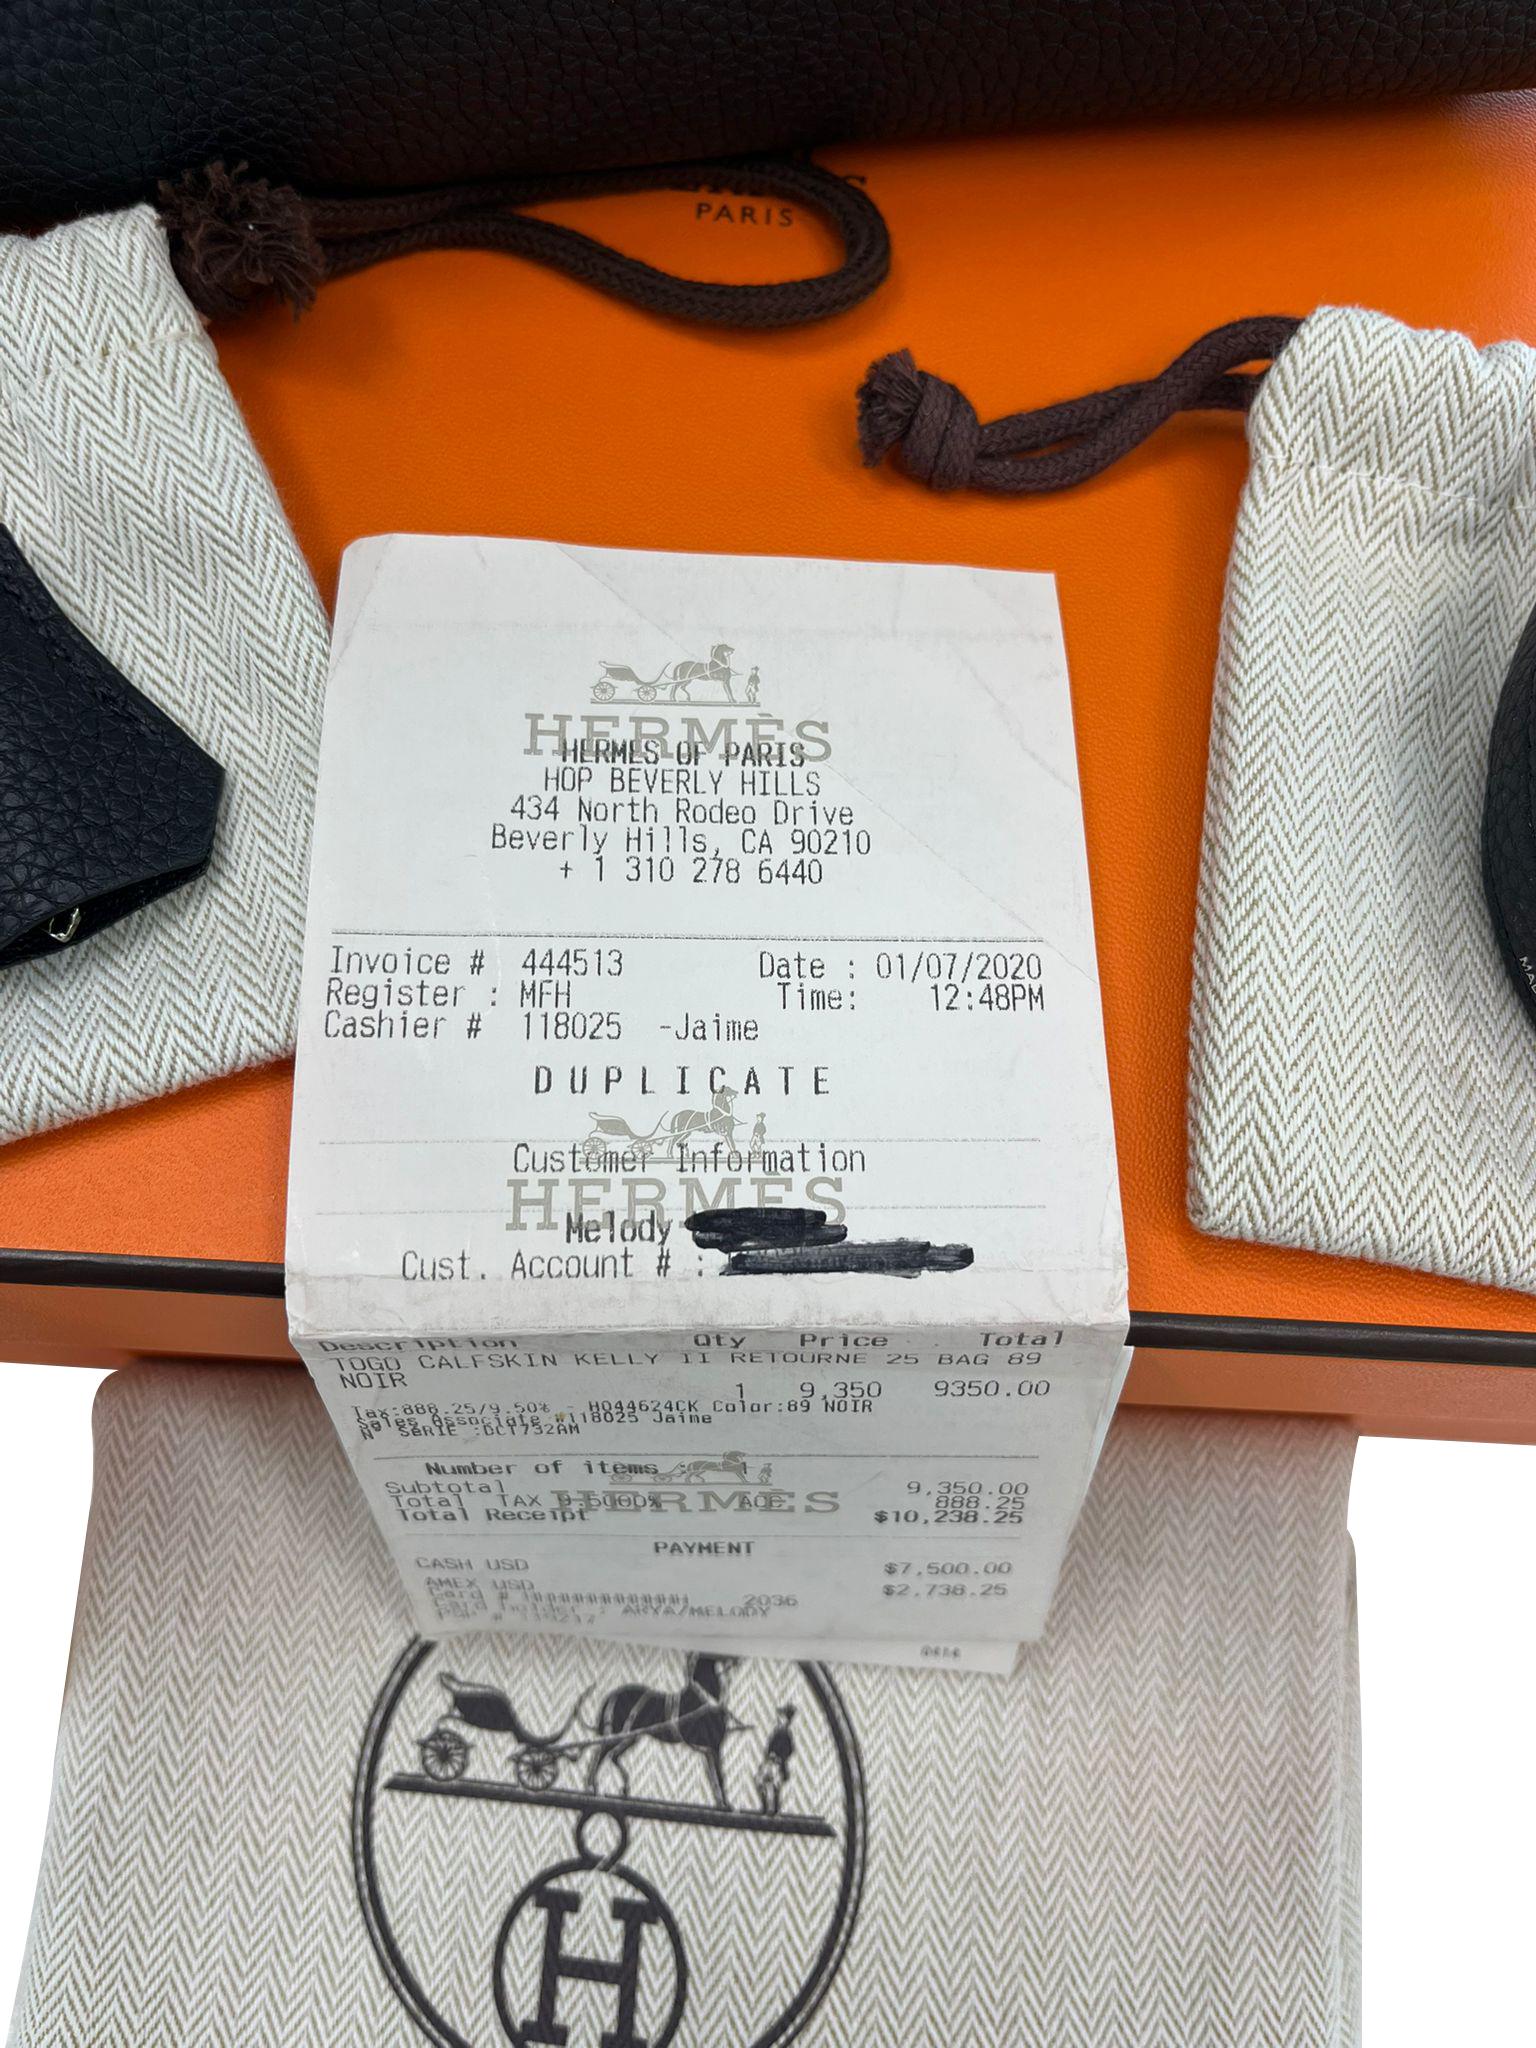 PARIS
HERMÈS
HERMES OF PARIS
HOP BEVERLY HILLS
434 North Rodeo Drive
Beverly Hills, CA 90210
+ 1 310 278 6440
Invoice # 444513 Date : 01/07/2020
Register : MFH Time: 12:48PM
Cashier # 118025 -Jaime
DUPLICATE
Customer Information
HERMÈS
Melody
Cust. Account # :
Description Qty Price Total
TOGO CALFSKIN KELLY II RETOURNE 25 BAG 89
NOIR 1 9,350 9350.00
Tax:888.25/9.50% - H044624CK Color:89 NOIR
Sales Associate #118025 Jaime
N° SERIE :DCT732AM
Number of items : 1
Subtotal 9,350.00
HERMÈS
Total TAX 9.5000% 888.25
Total Receipt $10,238.25
PAYMENT
CASH USD $7,500.00
AMEX USD $2,738.25
Card # 2036
Card holder : ARYA/MELODY
H